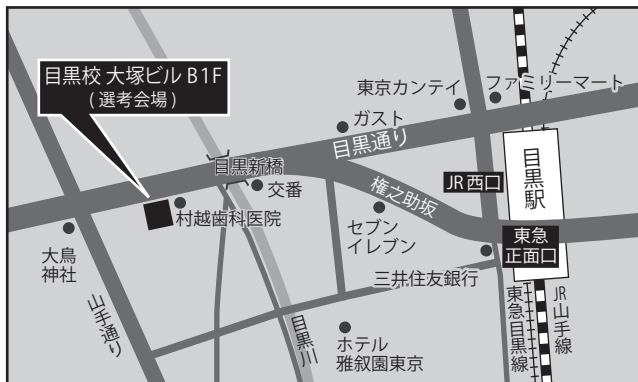 目黒校 大塚ビル B1F
( 選考会場 )
東京カンテイ
ファミリーマート
ガスト
目黒通り
目黒新橋
交番
権之助坂
JR 西口
目黒駅
村越歯科医院
セブン
イレブン
東急
正面口
大鳥
神社
三井住友銀行
山手通り
目黒川
ホテル
雅叙園東京
東急目黒線
JR山手線